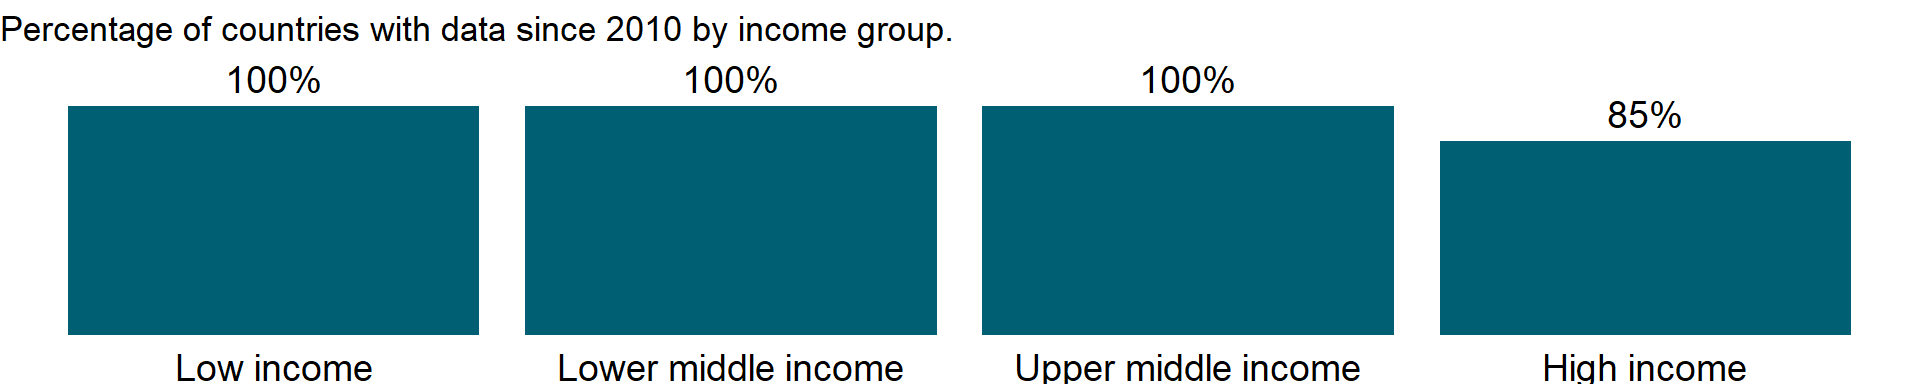 Percentage of countries with data since 2010 by income group.
100% 100% 100% 85%
Low income Lower middle income Upper middle income High income